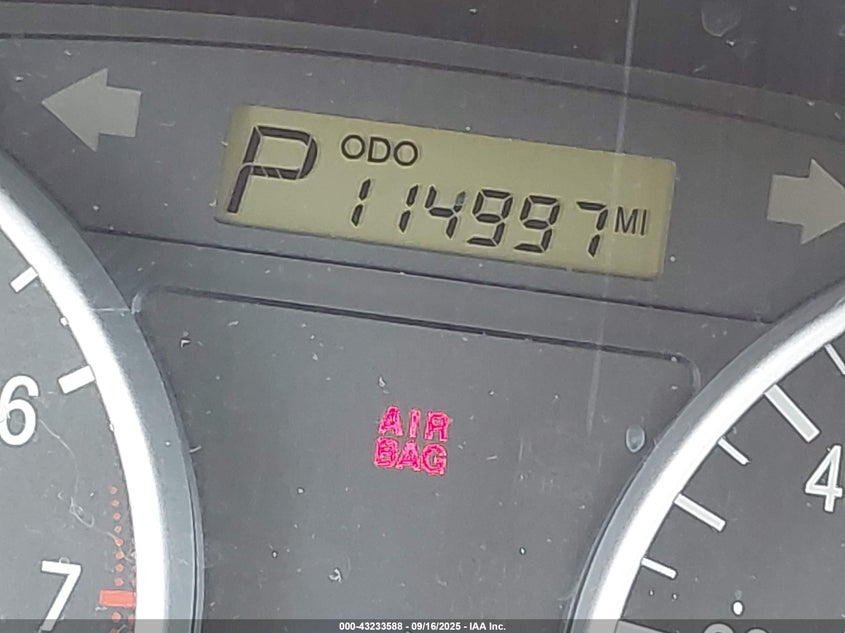 P ODO
114997 MI
AIR
BAG
6
7
4
000-43233588 - 09/16/2025 - IAA Inc.